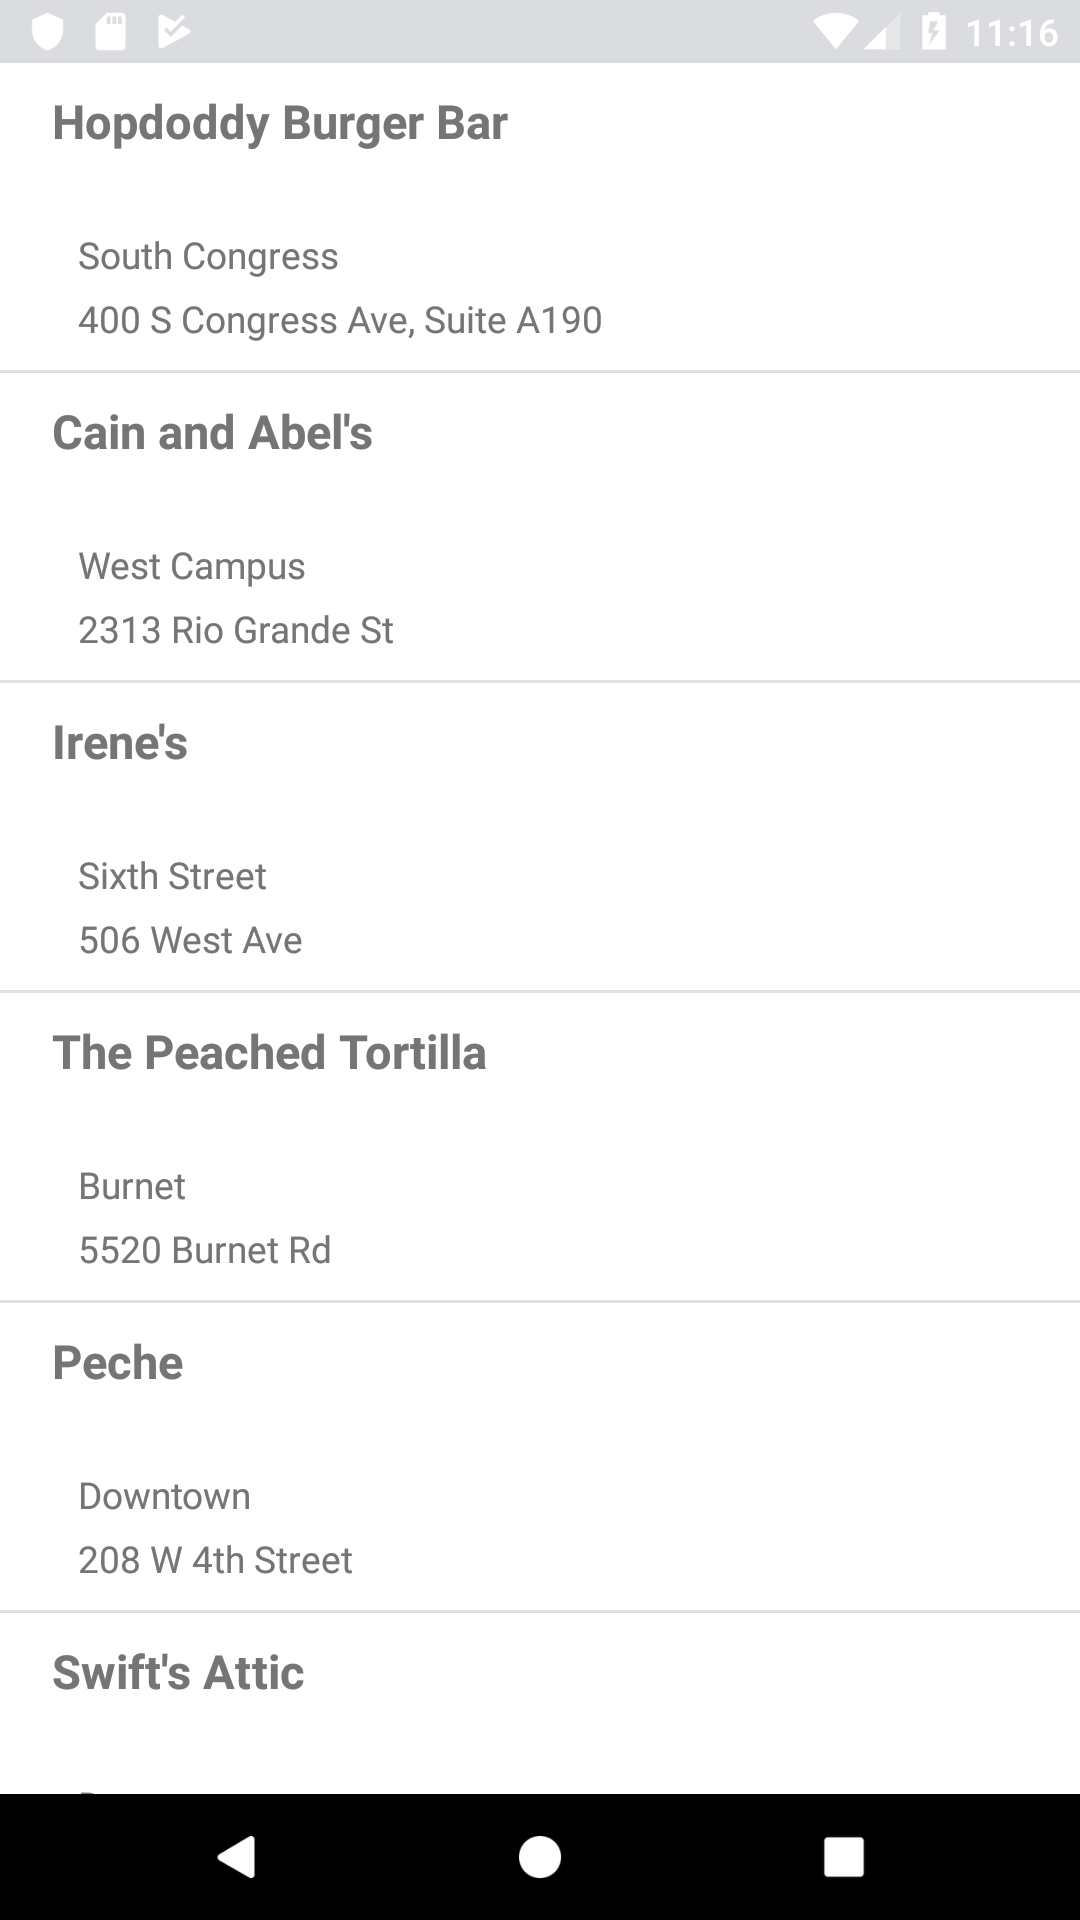 11:16
Hopdoddy Burger Bar
South Congress
400 S Congress Ave, Suite A190
Cain and Abel's
West Campus
2313 Rio Grande St
Irene's
Sixth Street
506 West Ave
The Peached Tortilla
Burnet
5520 Burnet Rd
Peche
Downtown
208 W 4th Street
Swift's Attic